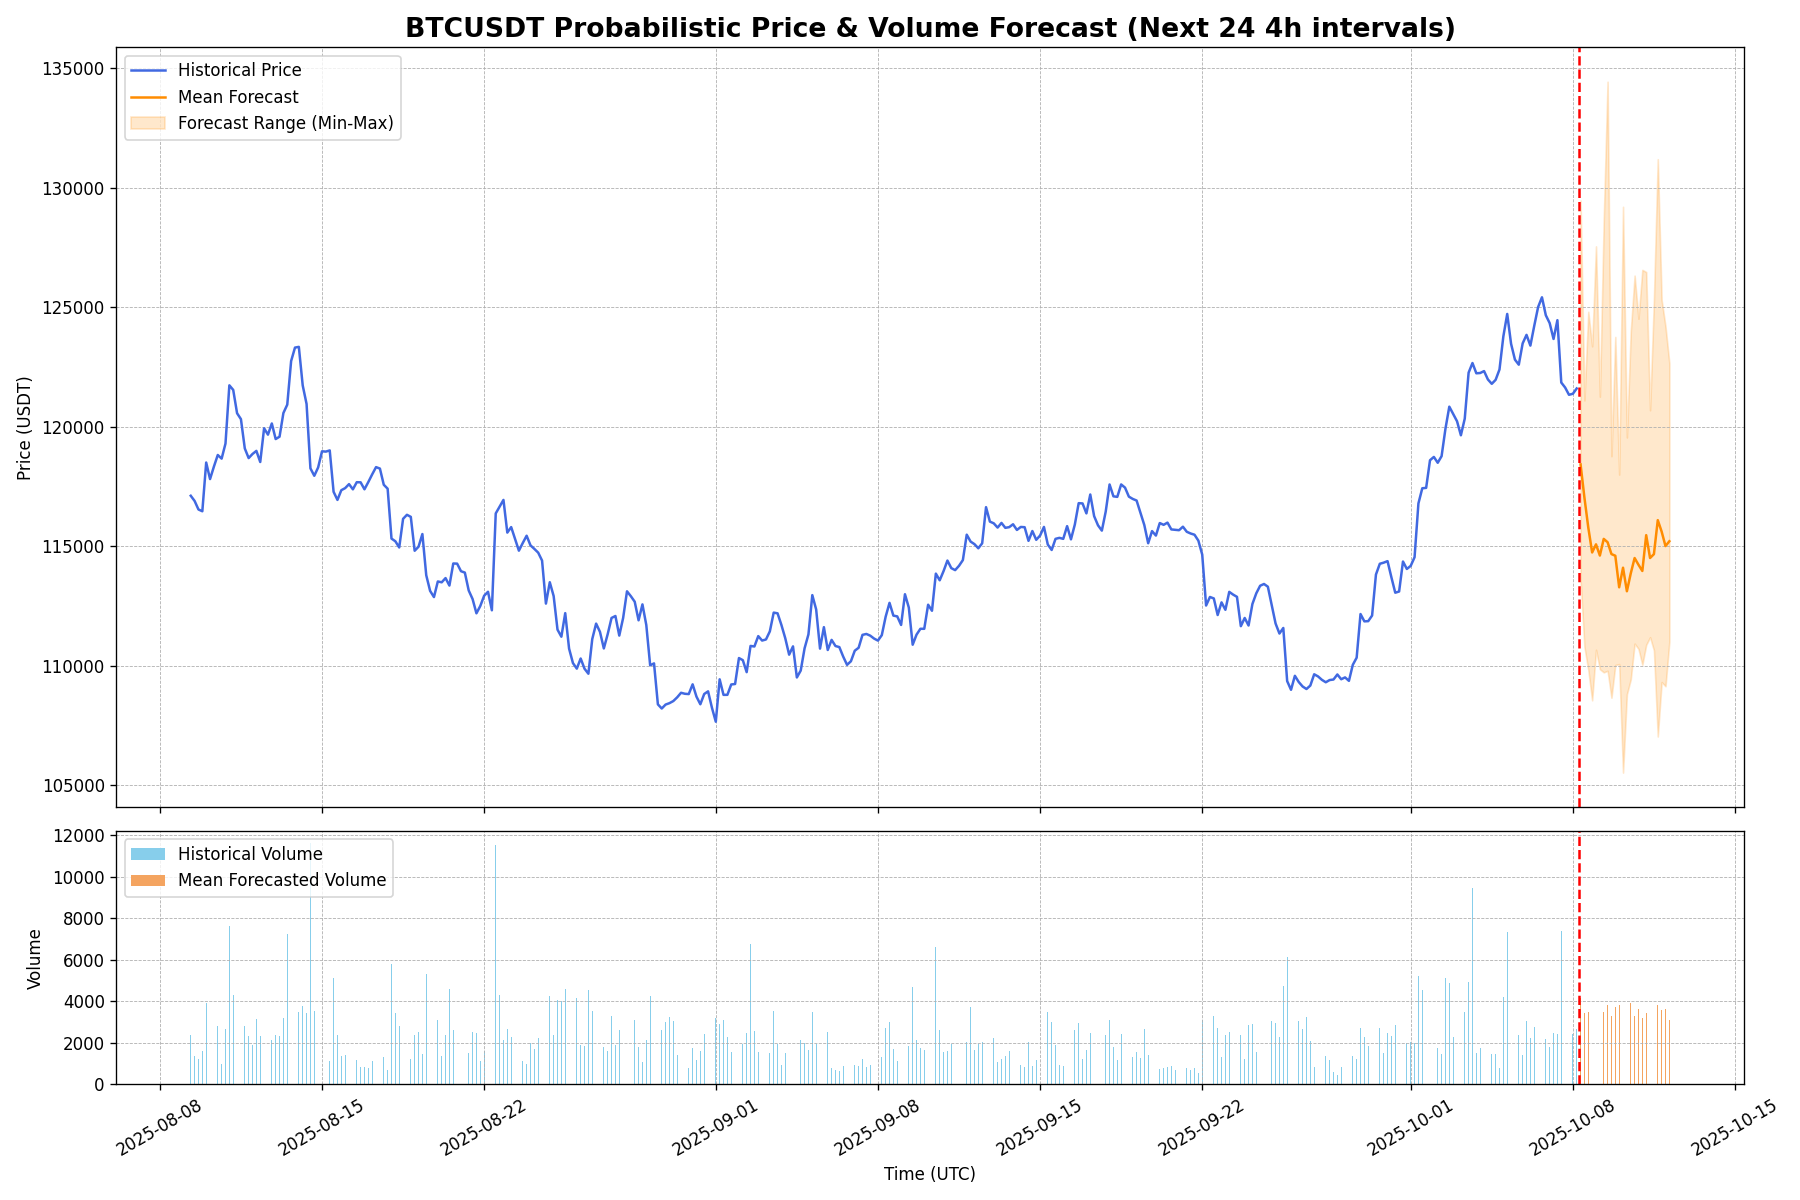 BTCUSDT Probabilistic Price & Volume Forecast (Next 24 4h intervals)
Historical Price
Mean Forecast
Forecast Range (Min-Max)
Price (USDT)
135000
130000
125000
120000
115000
110000
105000
Historical Volume
Mean Forecasted Volume
Volume
12000
10000
8000
6000
4000
2000
0
2025-08-08
2025-08-15
2025-08-22
2025-09-01
2025-09-08
2025-09-15
2025-09-22
2025-10-01
2025-10-08
2025-10-15
Time (UTC)